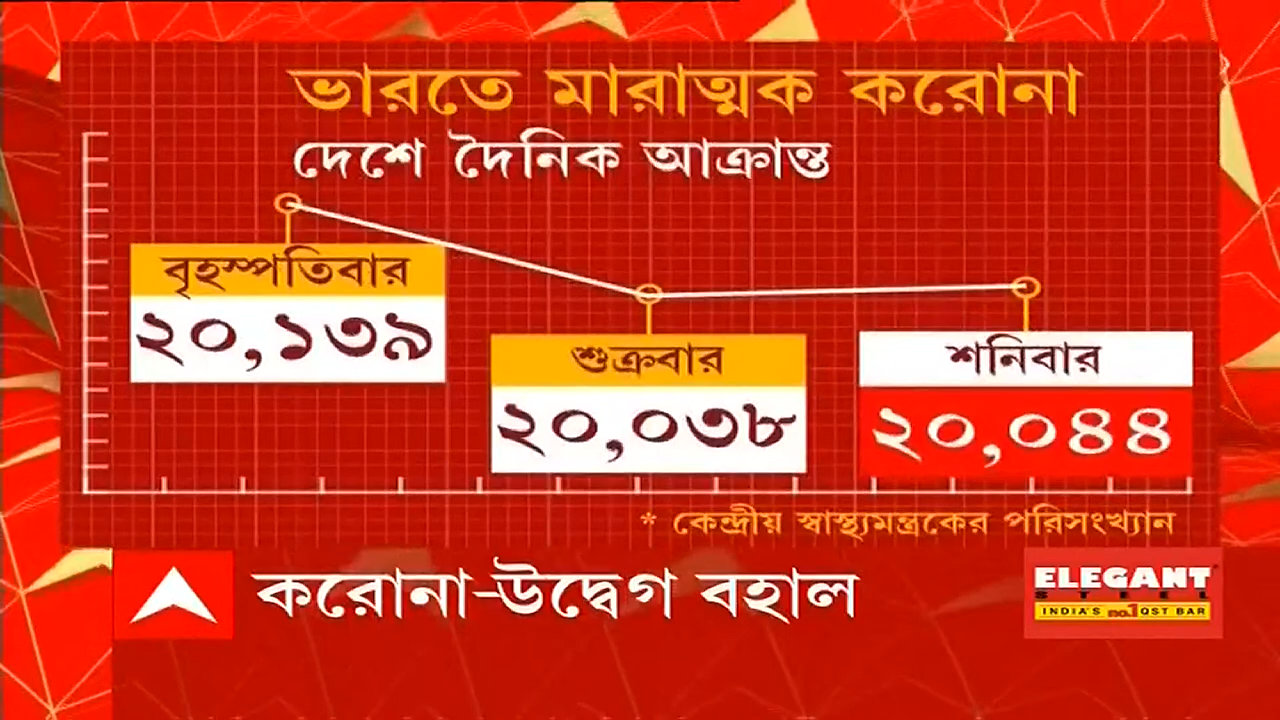 ভারতে মারাত্মক করোনা
দেশে দৈনিক আক্রান্ত
বৃহস্পতিবার
২০,১৩৯
শুক্রবার
২০,০৩৮
শনিবার
২০,০৪৪
* কেন্দ্রীয় স্বাস্থ্যমন্ত্রকের পরিসংখ্যান
করোনা-উদ্বেগ বহাল
ELEGANT
STEEL
INDIA'S no.1 QST BAR